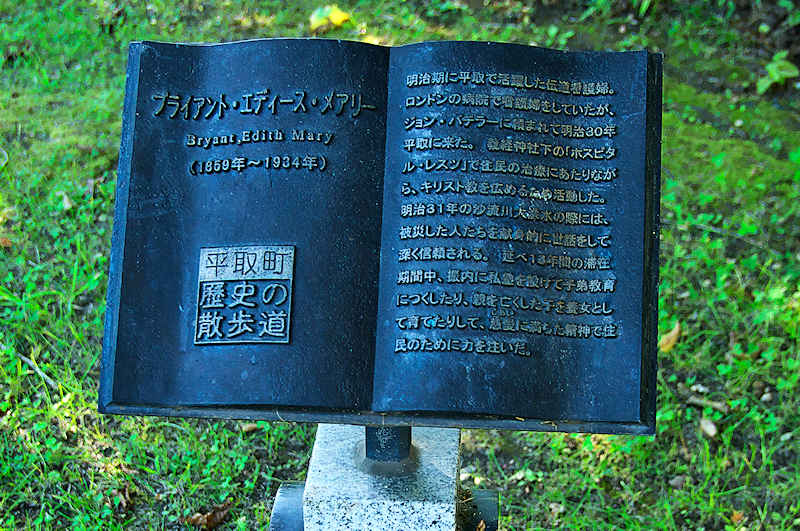 ブライアント・エディース・メアリー
Bryant,Edith Mary
(1859年〜1934年)
平取町
歴史の
散歩道
明治期に平取で活躍した伝道看護婦。
ロンドンの病院で看護婦をしていたが、
ジョン・バチラーに頼まれて明治30年
平取に来た。 義経神社下の「ホスピタ
ル・レスツ」で住民の治療にあたりなが
ら、キリスト教を広めるため活動した。
明治31年の沙流川大洪水の際には、
被災した人たちを献身的に世話をして
深く信頼される。 延べ13年間の滞在
期間中、振内に私塾を設けて子弟教育
につくしたり、親を亡くした子を養女とし
て育てたりして、慈愛に満ちた精神で住
民のために力を注いだ。